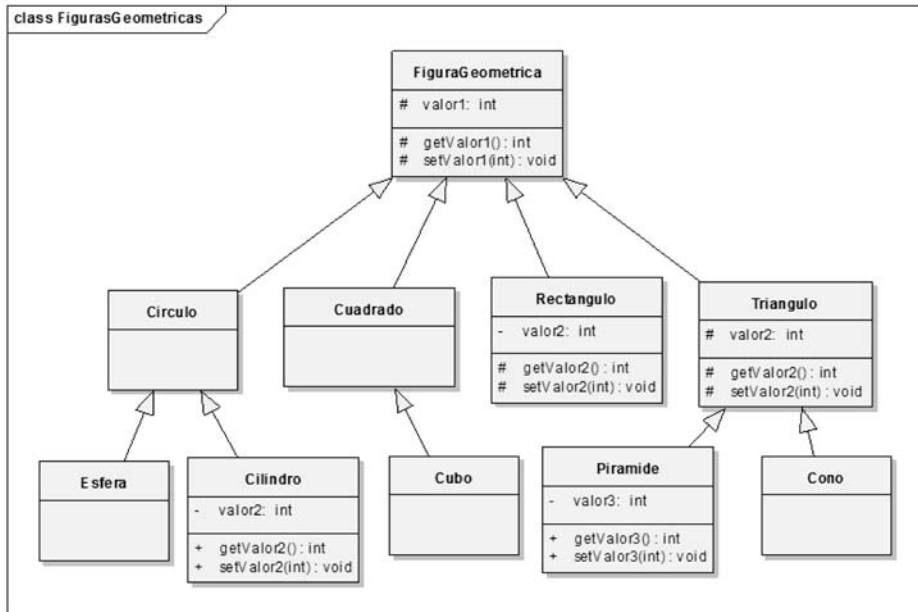 class FigurasGeometricas
FiguraGeometrica
# valor1: int
# getValor1() : int
# setValor1(int) : void
Circulo
Cuadrado
Rectangulo
- valor2: int
# getValor2() : int
# setValor2(int) : void
Triangulo
# valor2: int
# getValor2() : int
# setValor2(int) : void
Esfera
Cilindro
- valor2: int
+ getValor2() : int
+ setValor2(int) : void
Cubo
Piramide
- valor3: int
+ getValor3() : int
+ setValor3(int) : void
Cono